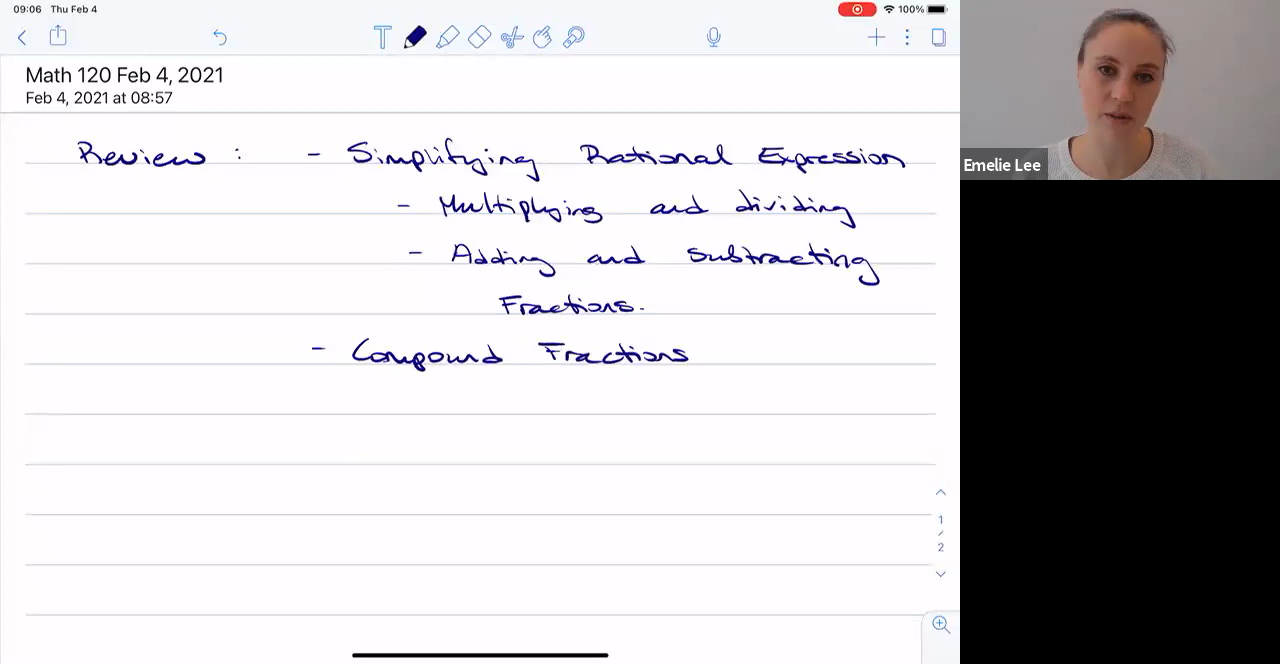 09:06 Thu Feb 4
100%
T
Math 120 Feb 4, 2021
Feb 4, 2021 at 08:57
Review : - Simplifying Rational Expression
- Multiplying and dividing
- Adding and subtracting
Fractions.
- Compound Fractions
1
/
2
Emelie Lee